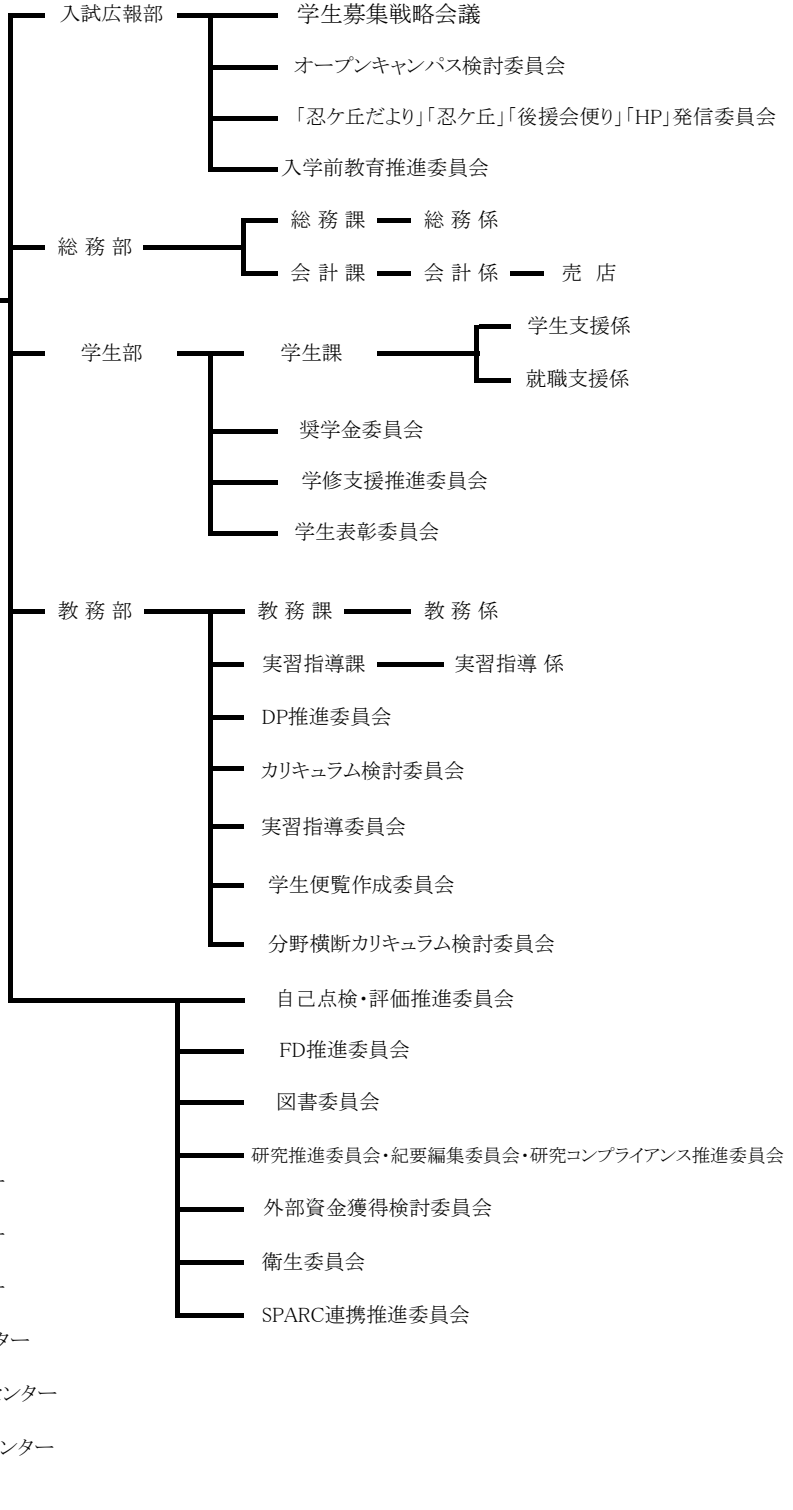 入試広報部 学生募集戦略会議
オープンキャンパス検討委員会
「忍ケ丘だより」「忍ケ丘」「後援会便り」「HP」発信委員会
入学前教育推進委員会
総 務 課 総 務 係
総 務 部
会 計 課 会 計 係 売 店
学生支援係
学生部 学生課
就職支援係
奨学金委員会
学修支援推進委員会
学生表彰委員会
教 務 部 教 務 課 教 務 係
実習指導課 実習指導 係
DP推進委員会
カリキュラム検討委員会
実習指導委員会
学生便覧作成委員会
分野横断カリキュラム検討委員会
自己点検・評価推進委員会
FD推進委員会
図書委員会
研究推進委員会・紀要編集委員会・研究コンプライアンス推進委員会
外部資金獲得検討委員会
衛生委員会
SPARC連携推進委員会
ター
ンター
ンター